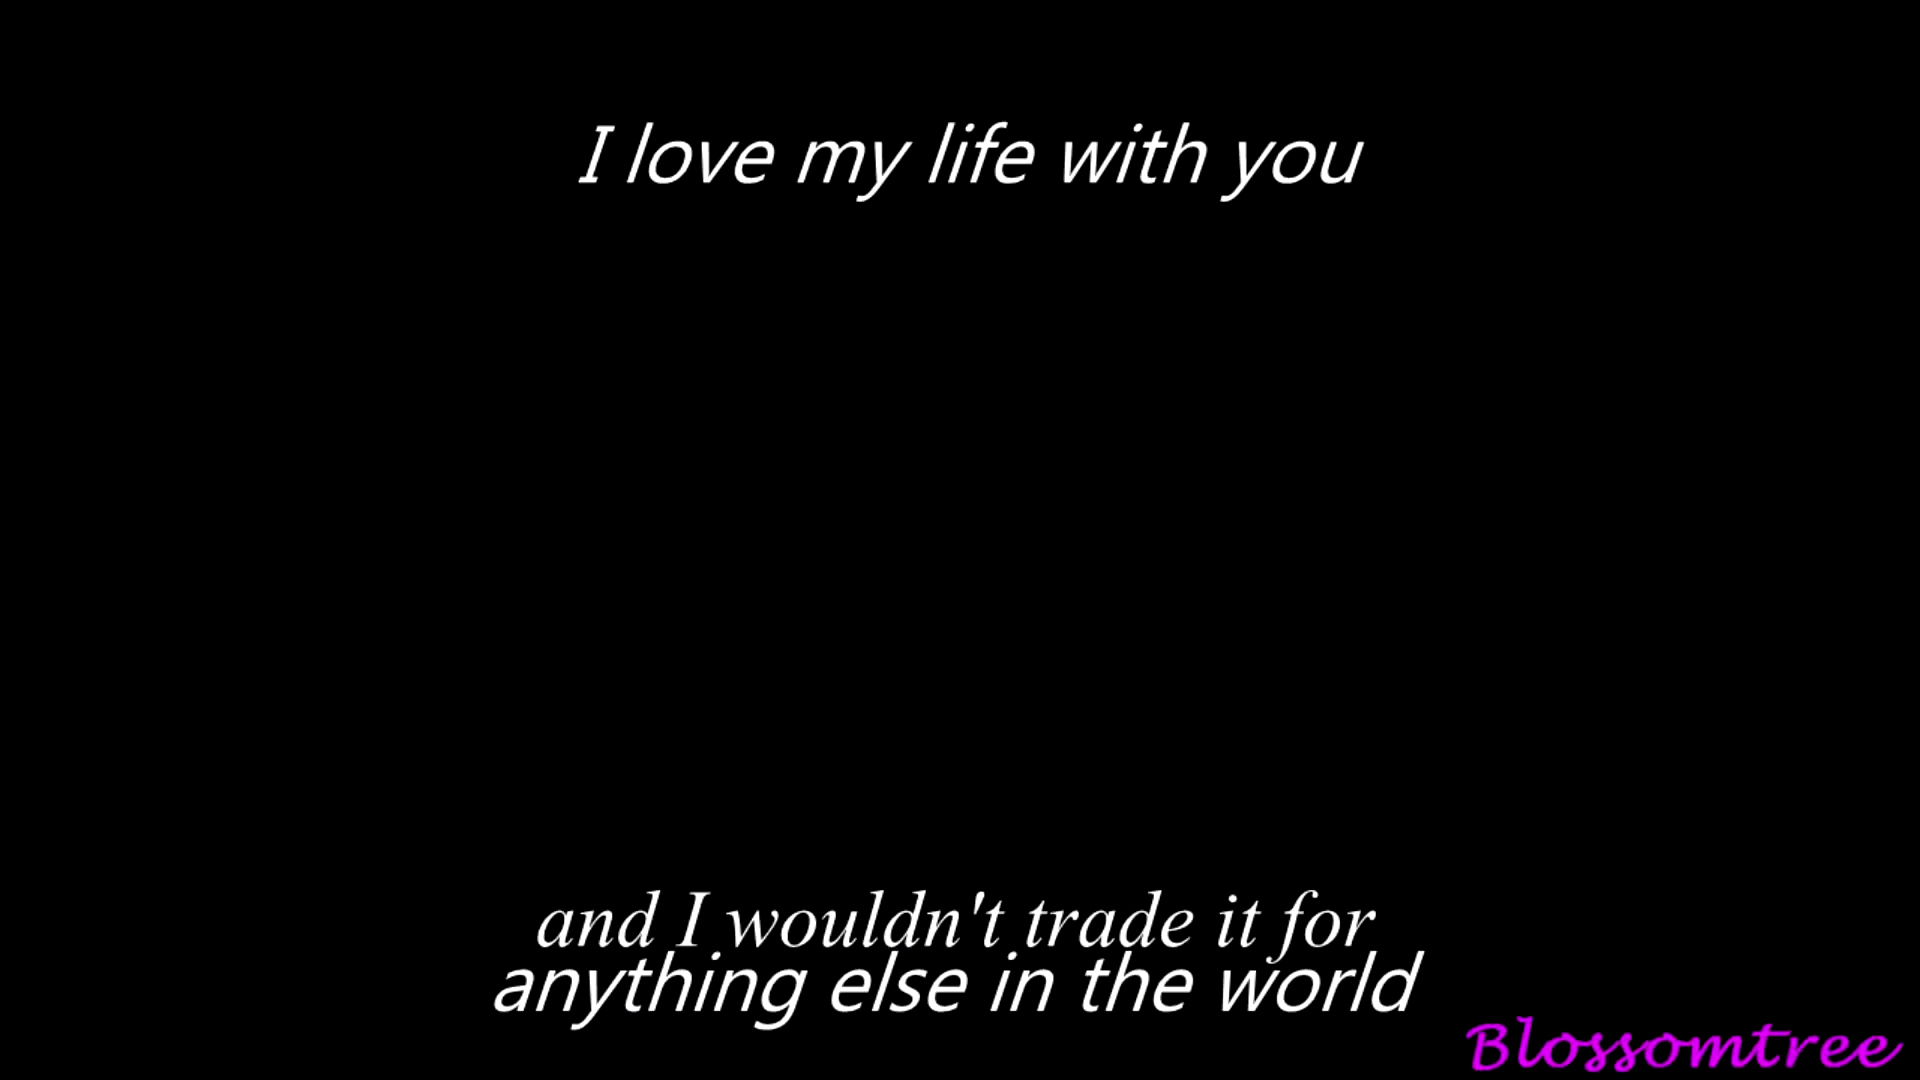 I love my life with you
and I wouldn't trade it for
anything else in the world
Blossomtree